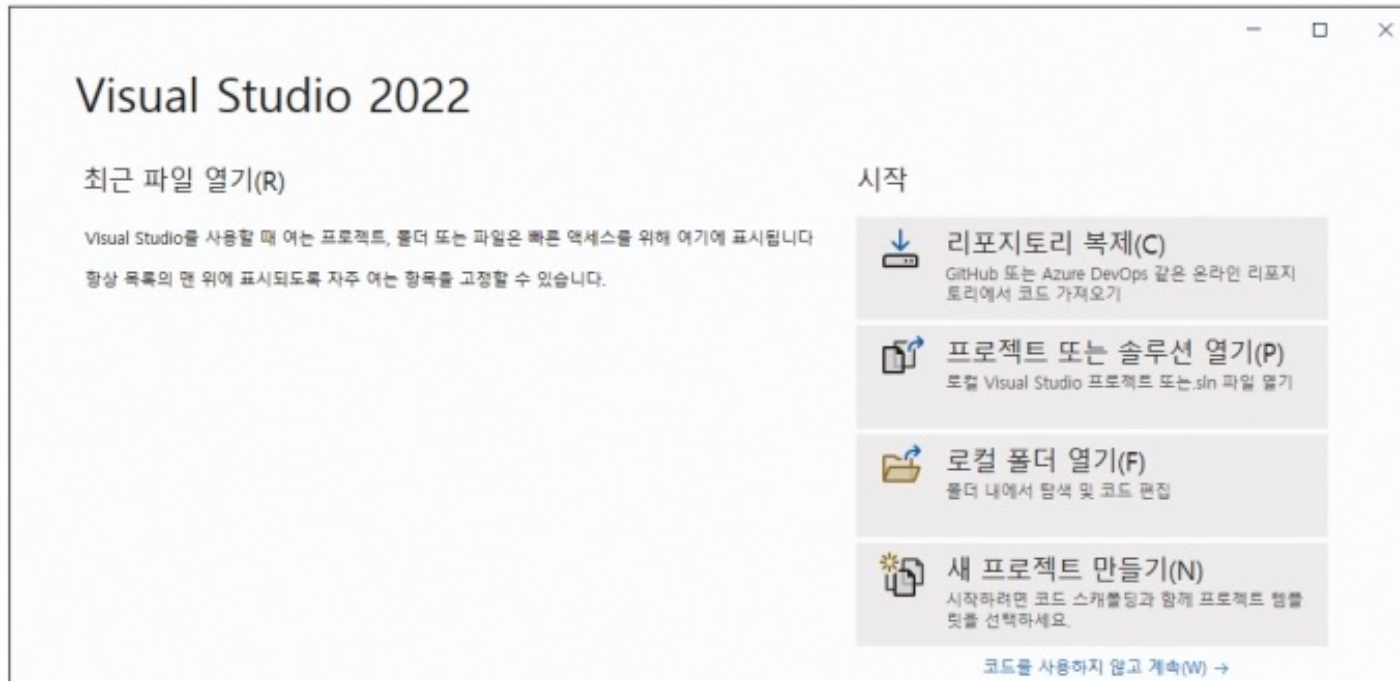 Visual Studio 2022
최근 파일 열기(R)
Visual Studio를 사용할 때 여는 프로젝트, 폴더 또는 파일은 빠른 액세스를 위해 여기에 표시됩니다
항상 목록의 맨 위에 표시되도록 자주 여는 항목을 고정할 수 있습니다.
시작
리포지토리 복제(C)
GitHub 또는 Azure DevOps 같은 온라인 리포지
토리에서 코드 가져오기
프로젝트 또는 솔루션 열기(P)
로컬 Visual Studio 프로젝트 또는.sln 파일 열기
로컬 폴더 열기(F)
폴더 내에서 탐색 및 코드 편집
새 프로젝트 만들기(N)
시작하려면 코드 스캐폴딩과 함께 프로젝트 템플
릿을 선택하세요.
코드를 사용하지 않고 계속(W) →